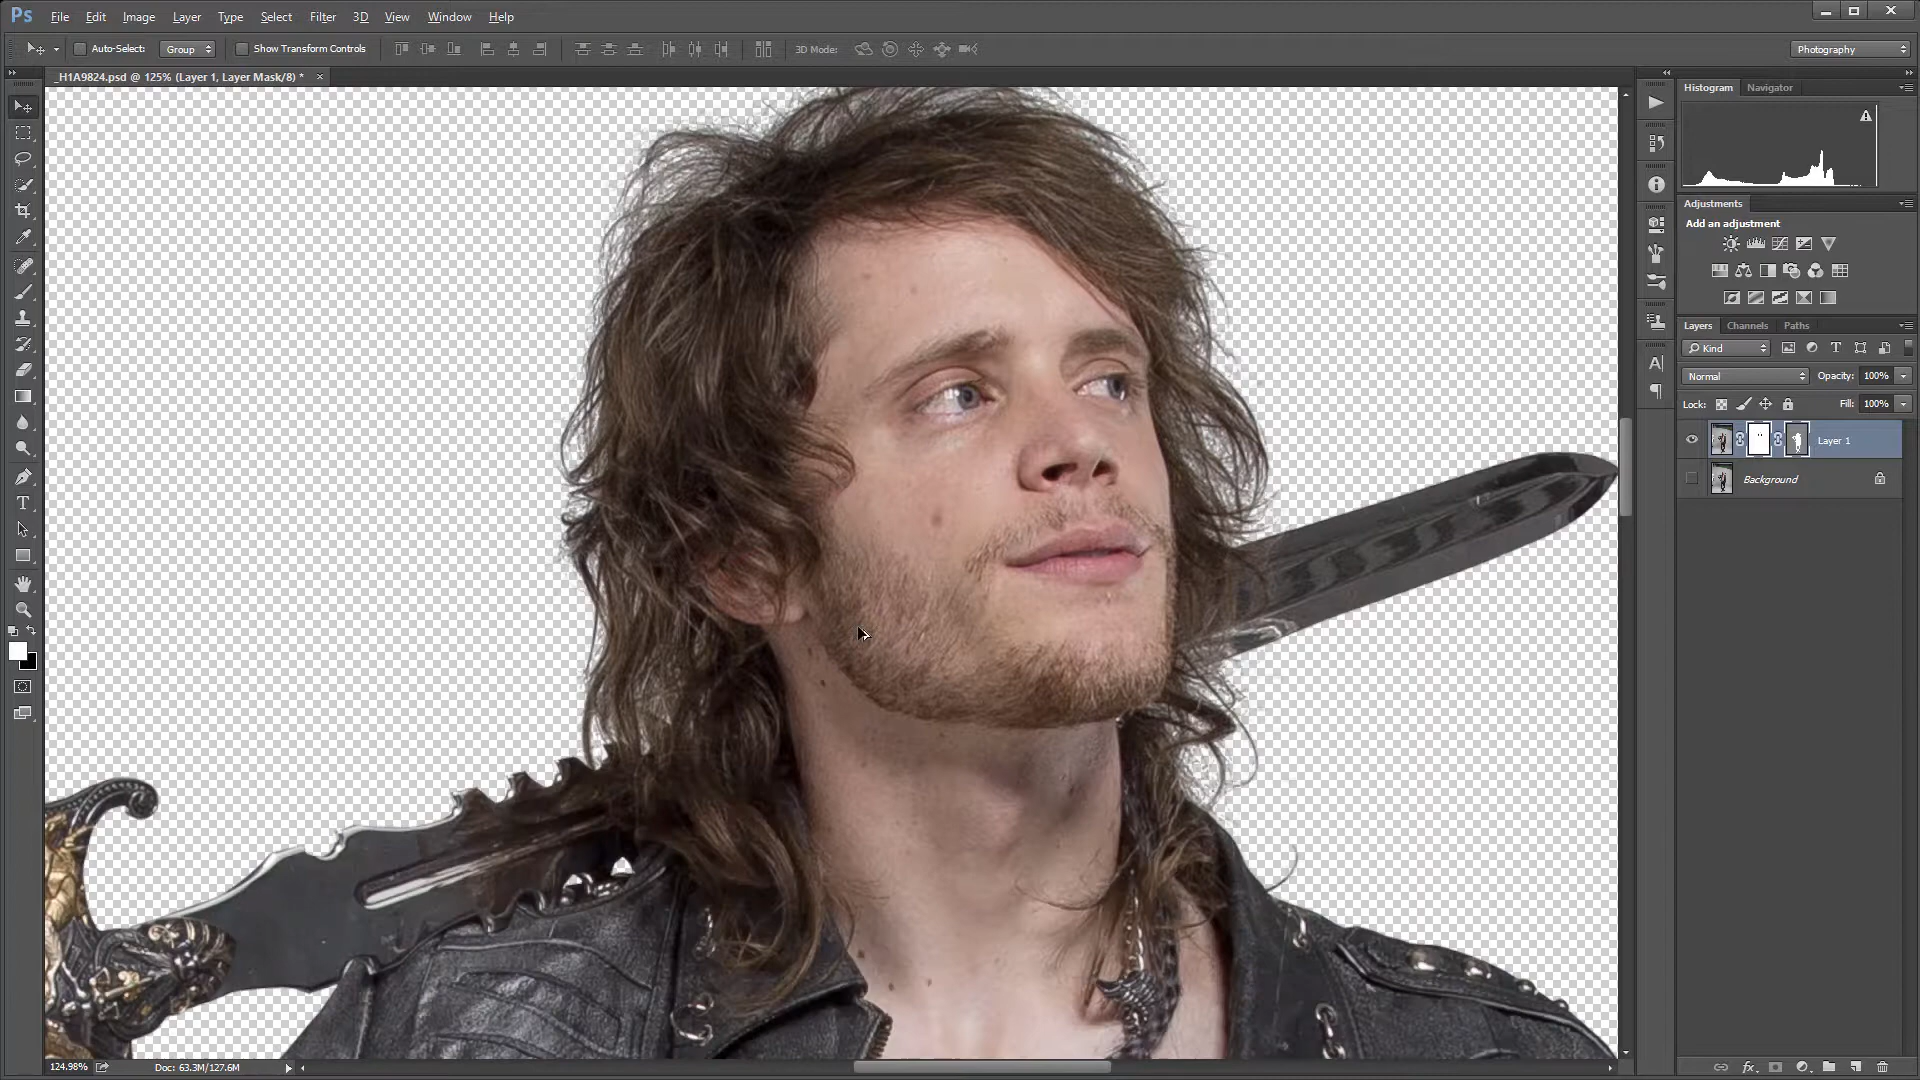 Ps File Edit Image Layer Type Select Filter 3D View Window Help
Auto-Select: Group Show Transform Controls 3D Mode: Photography
_H1A9824.psd @ 125% (Layer 1, Layer Mask/8) *
Histogram Navigator
Adjustments
Add an adjustment
Layers Channels Paths
Kind
Normal Opacity: 100%
Lock: Fill: 100%
Layer 1
Background
124.98% Doc: 63.3M/127.6M